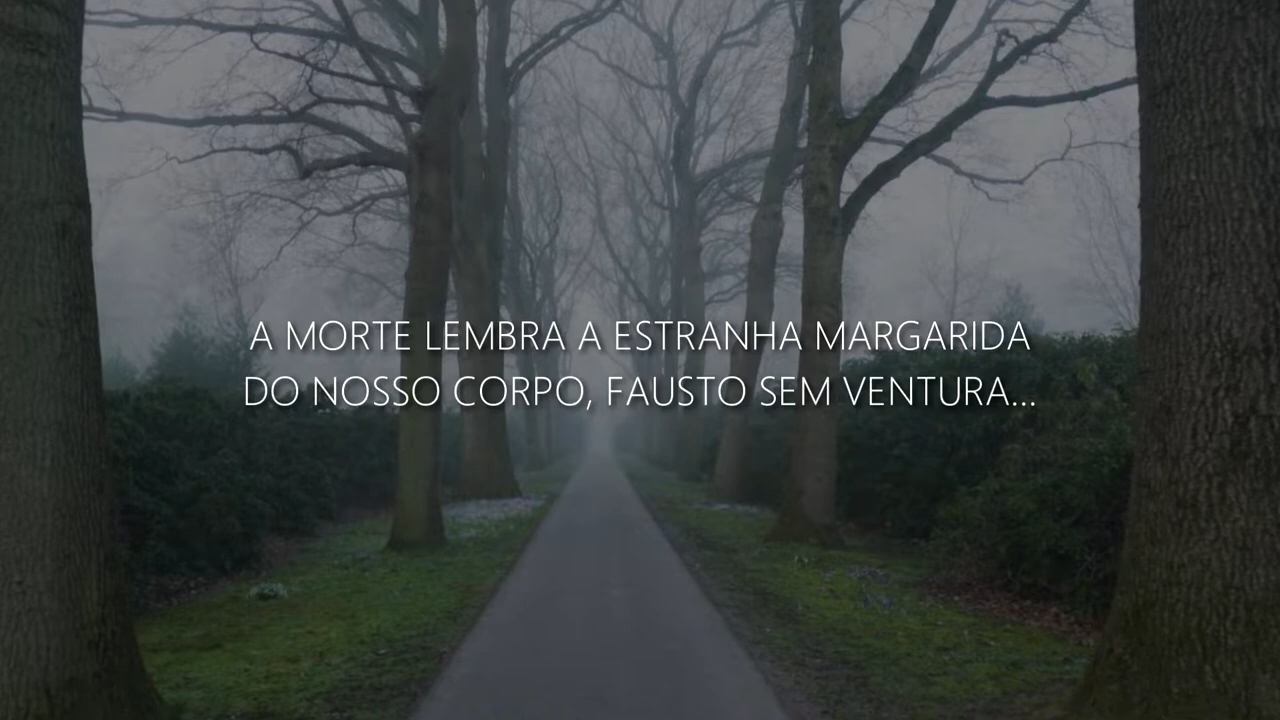 A MORTE LEMBRA A ESTRANHA MARGARIDA
DO NOSSO CORPO, FAUSTO SEM VENTURA...